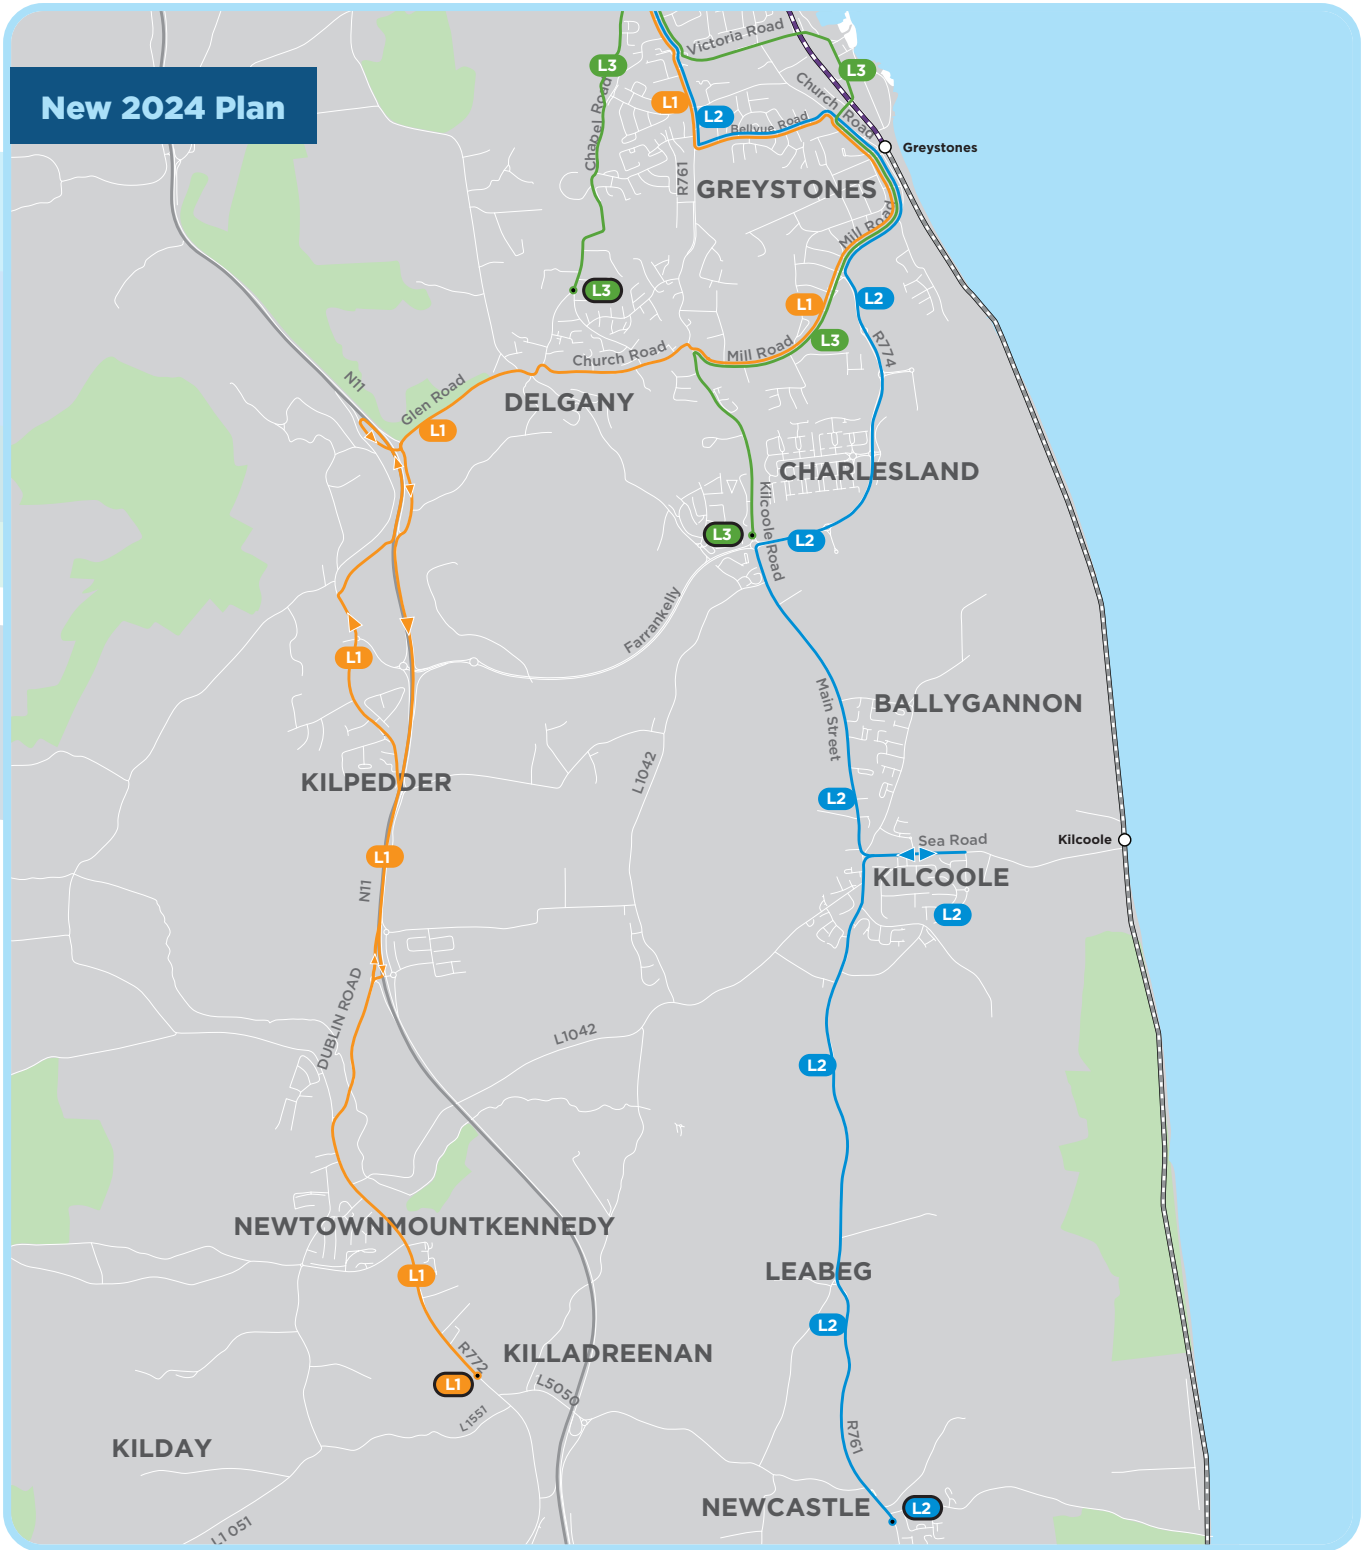 Victoria Road
L3
L3
New 2024 Plan
Church Road
L1
L2
Chapel Road
Bellvue Road
Greystones
R761
GREYSTONES
Mill Road
L3
L1
L2
R774
L3
Church Road
Mill Road
N11
Glen Road
DELGANY
L1
CHARLESLAND
Kilcoole Road
L3
L2
Farrankelly
L1
Main Street
BALLYGANNON
L1042
KILPEDDER
L2
Sea Road
Kilcoole
L1
KILCOOLE
N11
L2
DUBLIN ROAD
L1042
L2
NEWTOWNMOUNTKENNEDY
L1
LEABEG
L2
R772
KILLADREENAN
L1
L5050
L1551
R761
KILDAY
NEWCASTLE
L2
L1 051